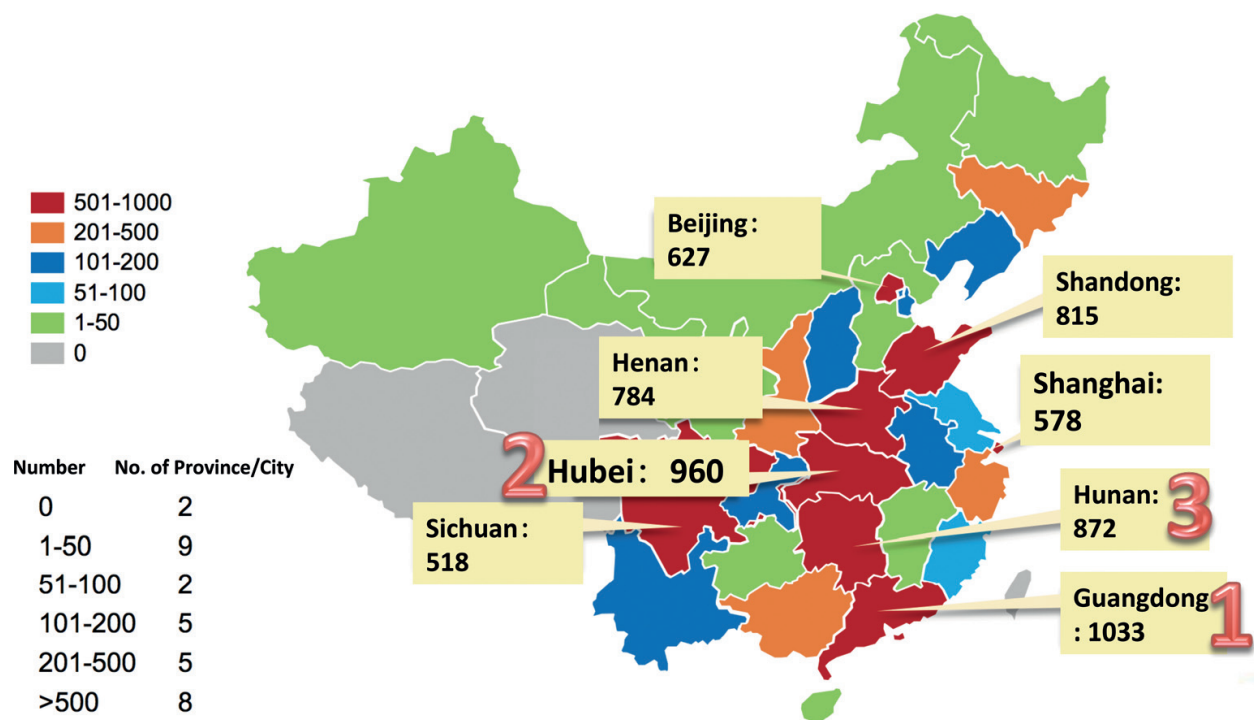 501-1000
201-500
101-200
51-100
1-50
0
Beijing:
627
Shandong:
815
Henan:
784
Shanghai:
578
2 Hubei: 960
Hunan: 3
872
Sichuan:
518
Guangdong 1
: 1033
Number No. of Province/City
0 2
1-50 9
51-100 2
101-200 5
201-500 5
>500 8